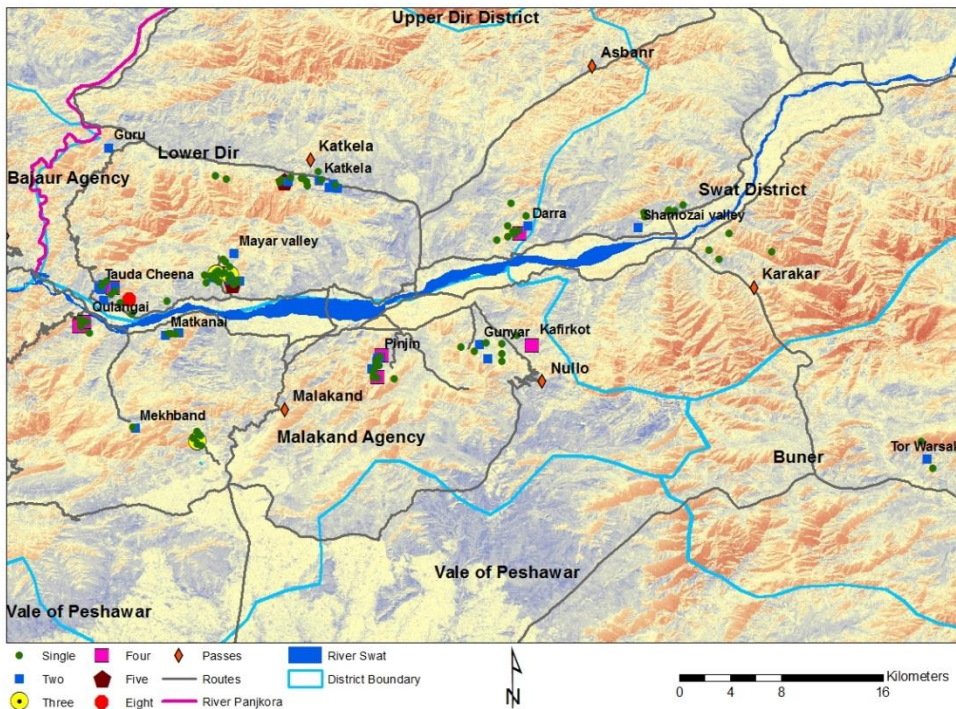 Upper Dir District
Asbanr
Guru
Lower Dir
Katkela
Katkela
Bajaur Agency
Swat District
Darra
Shamozai valley
Mayar valley
Tauda Cheena
Karakar
Qulangai
Matkanai
Pinjin
Gunyar
Kafirkot
Nullo
Malakand
Mekhband
Malakand Agency
Tor Warsak
Buner
Vale of Peshawar
Vale of Peshawar
Single Four Passes River Swat
Two Five Routes District Boundary
Three Eight River Panjkora
N
Kilometers
0 4 8 16